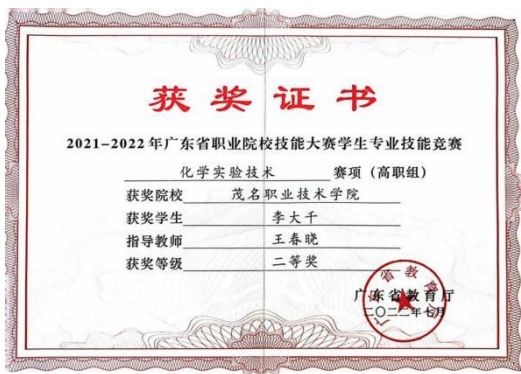 获奖证书
2021-2022年广东省职业院校技能大赛学生专业技能竞赛
化学实验技术 赛项（高职组）
获奖院校 茂名职业技术学院
获奖学生 李大千
指导教师 王春晓
获奖等级 二等奖
广东省教育厅
二〇二二年七月